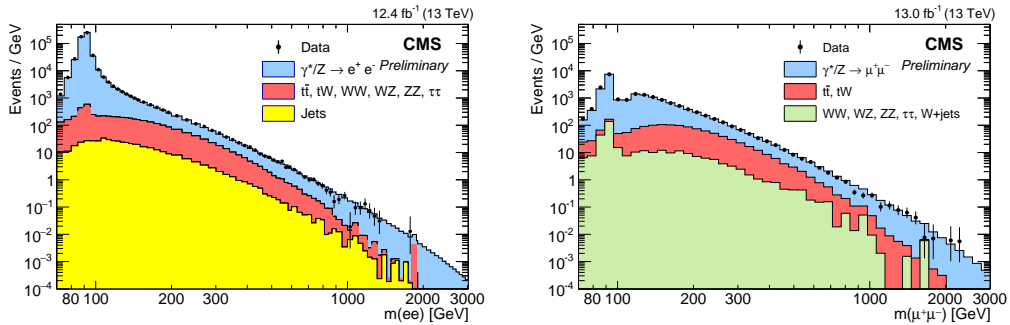 12.4 fb⁻¹ (13 TeV)
Events / GeV
10⁵
10⁴
10³
10²
10
1
10⁻¹
10⁻²
10⁻³
10⁻⁴
CMS
Preliminary
Data
γ*/Z → e⁺ e⁻
tt̄, tW, WW, WZ, ZZ, ττ
Jets
70 100 200 300 1000 2000 3000
m(ee) [GeV]
13.0 fb⁻¹ (13 TeV)
Events / GeV
10⁵
10⁴
10³
10²
10
1
10⁻¹
10⁻²
10⁻³
10⁻⁴
CMS
Preliminary
Data
γ*/Z → μ⁺μ⁻
tt̄, tW
WW, WZ, ZZ, ττ, W+jets
80 100 200 300 1000 2000 3000
m(μ⁺μ⁻) [GeV]